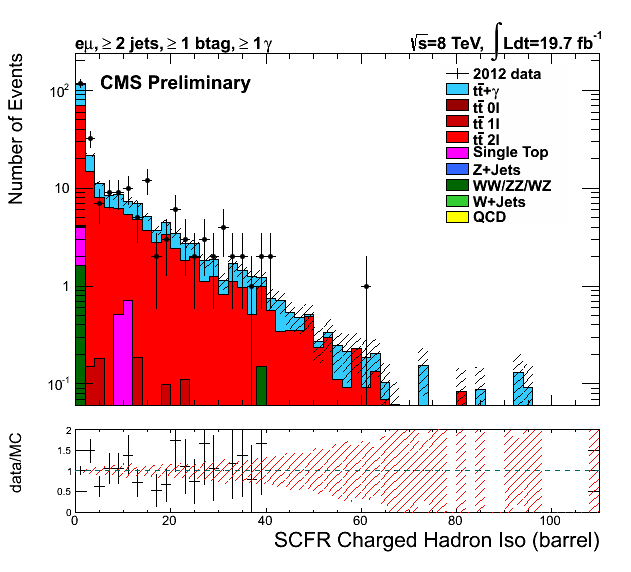 eμ, ≥ 2 jets, ≥ 1 btag, ≥ 1γ
√s=8 TeV, ∫Ldt=19.7 fb⁻¹
CMS Preliminary
2012 data
tt̄+γ
tt̄ 0l
tt̄ 1l
tt̄ 2l
Single Top
Z+Jets
WW/ZZ/WZ
W+Jets
QCD
Number of Events
10²
10
1
10⁻¹
data/MC
2
1.5
1
0.5
0
0 20 40 60 80 100
SCFR Charged Hadron Iso (barrel)